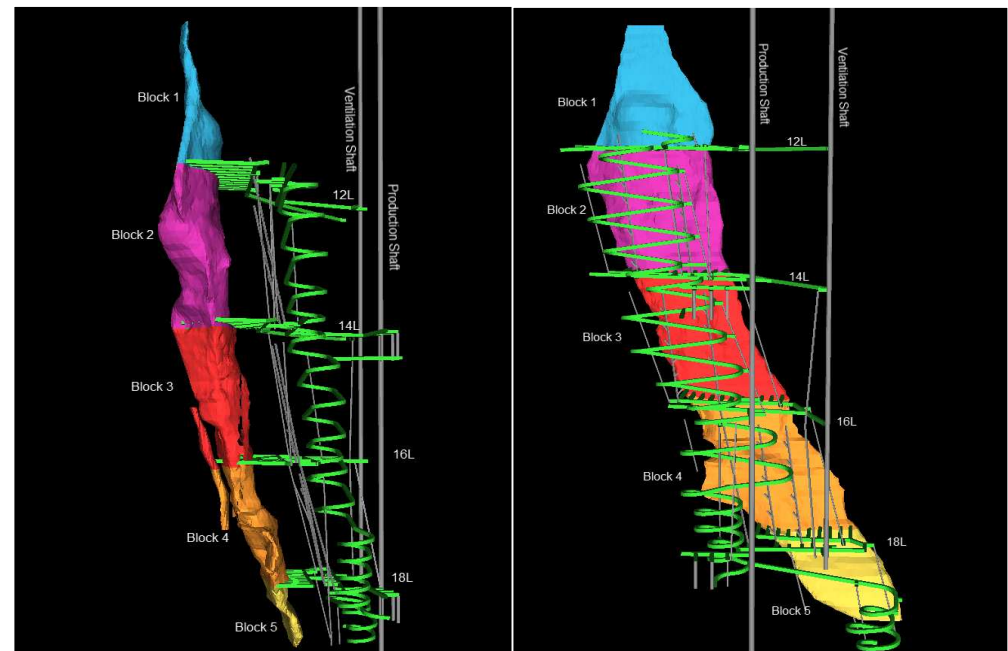 Block 1
Ventilation Shaft
Production Shaft
12L
Block 2
14L
Block 3
16L
Block 4
18L
Block 5
Production Shaft
Ventilation Shaft
Block 1
12L
Block 2
14L
Block 3
16L
Block 4
18L
Block 5